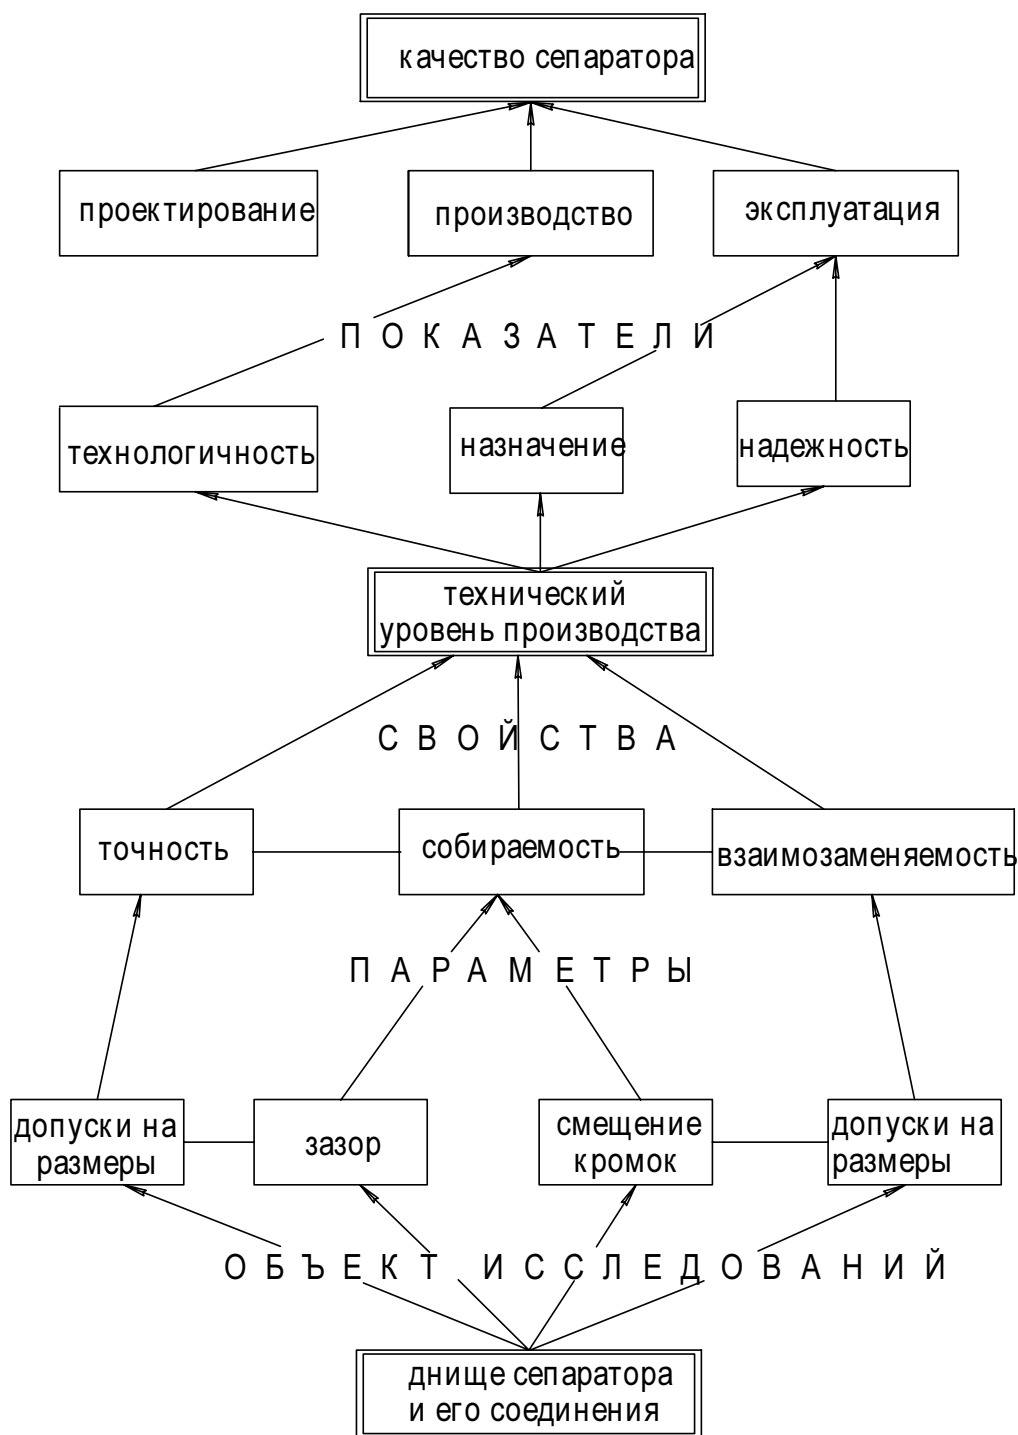 качество сепаратора
проектирование
производство
эксплуатация
П О К А З А Т Е Л И
технологичность
назначение
надежность
технический
уровень производства
С В О Й С Т В А
точность
собираемость
взаимозаменяемость
П А Р А М Е Т Р Ы
допуски на
размеры
зазор
смещение
кромок
допуски на
размеры
О Б Ъ Е К Т И С С Л Е Д О В А Н И Й
днище сепаратора
и его соединения